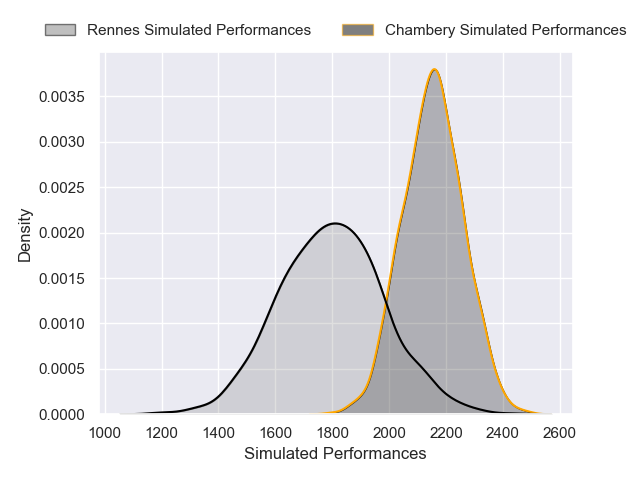 Rennes Simulated Performances Chambery Simulated Performances
0.0035
0.0030
0.0025
0.0020
0.0015
0.0010
0.0005
0.0000
Density
1000 1200 1400 1600 1800 2000 2200 2400 2600
Simulated Performances